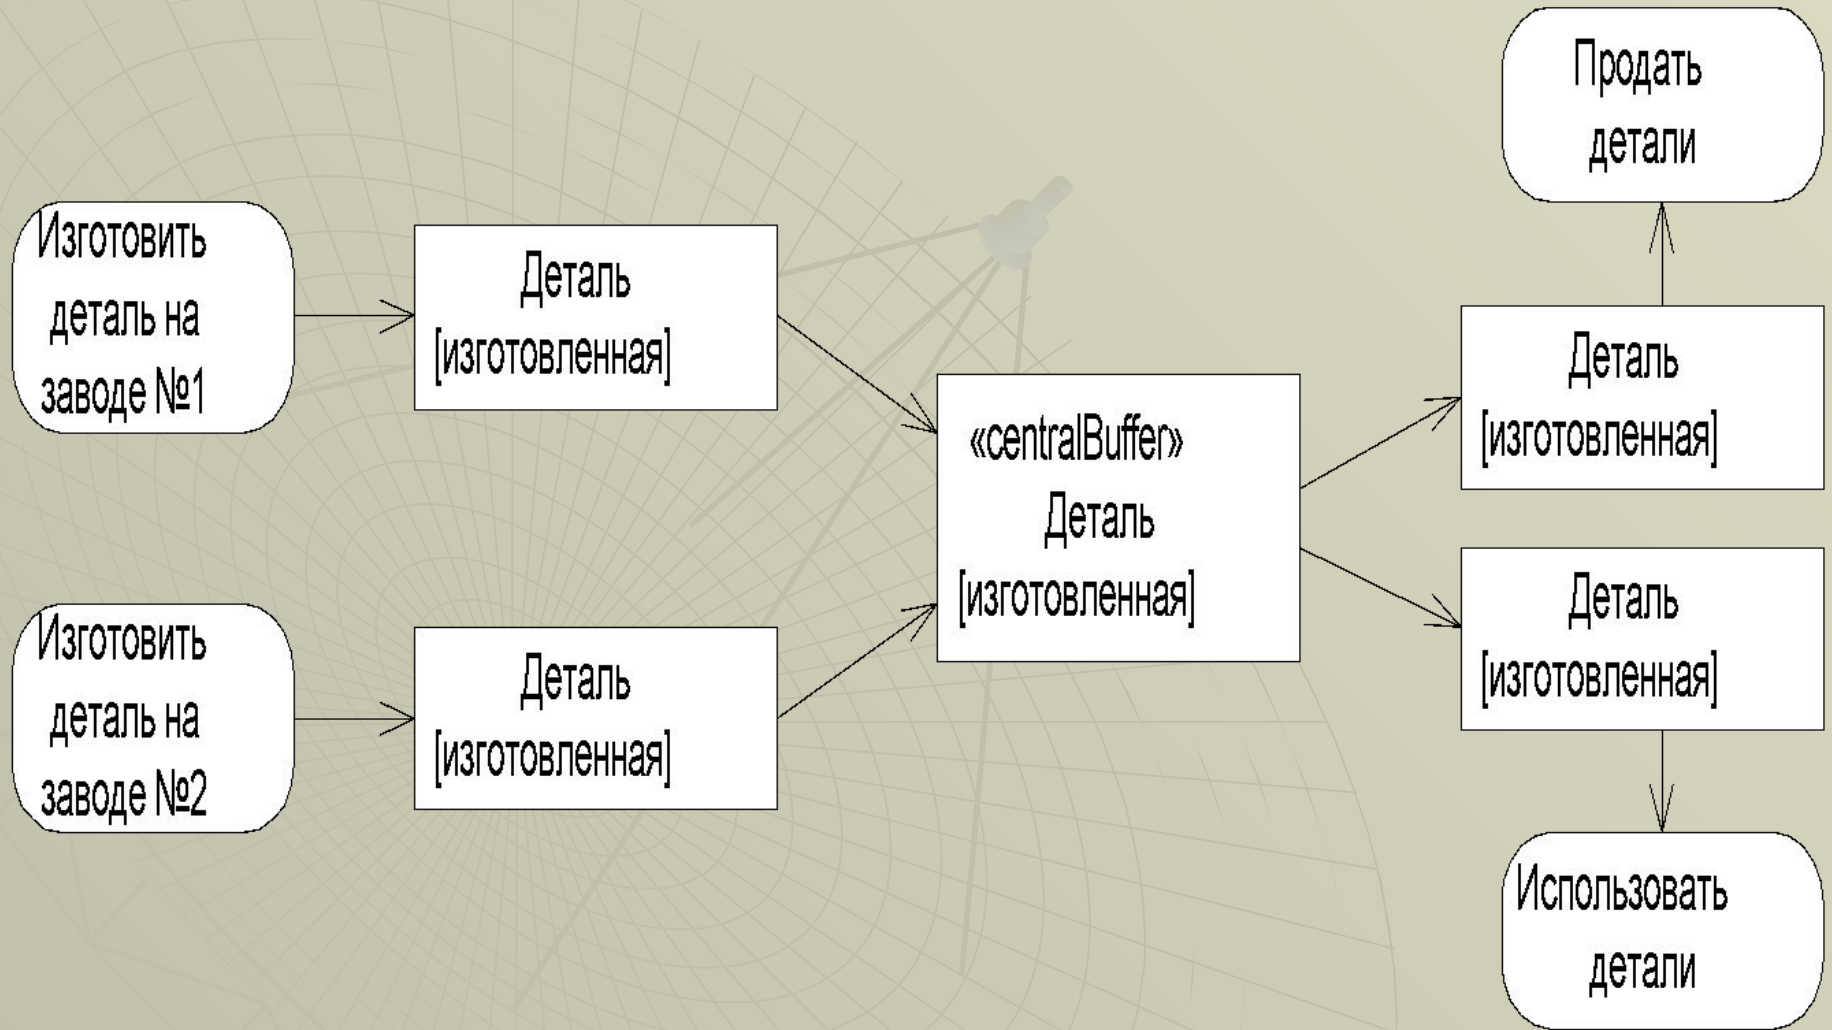 Изготовить
деталь на
заводе №1
Деталь
[изготовленная]
Изготовить
деталь на
заводе №2
Деталь
[изготовленная]
«centralBuffer»
Деталь
[изготовленная]
Продать
детали
Деталь
[изготовленная]
Деталь
[изготовленная]
Использовать
детали